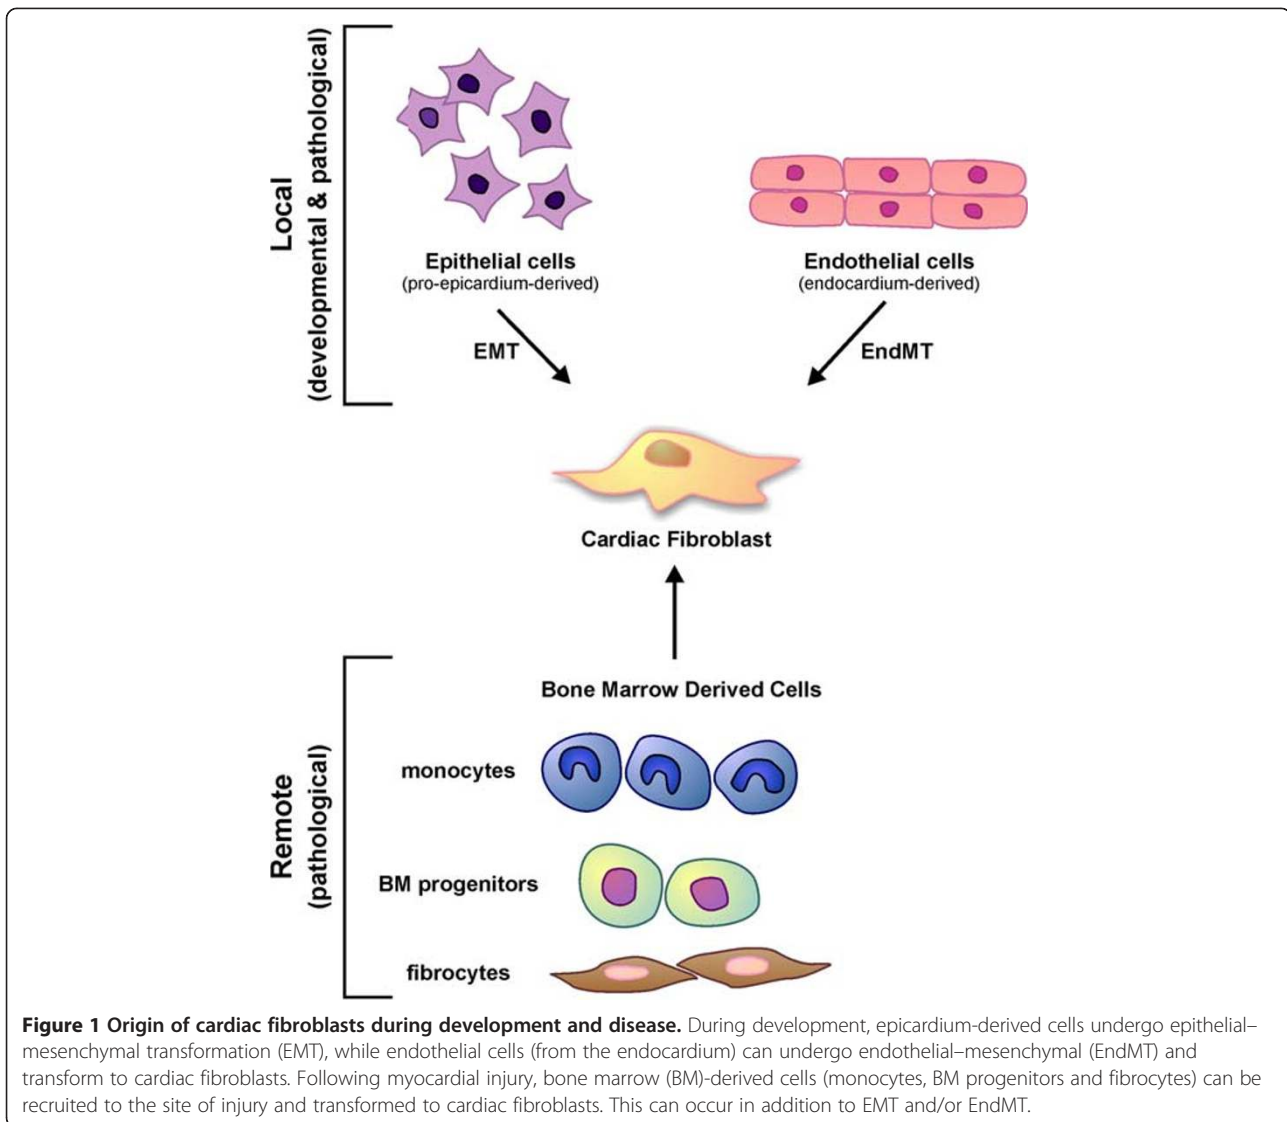 Local
(developmental & pathological)
Epithelial cells
(pro-epicardium-derived)
Endothelial cells
(endocardium-derived)
EMT
EndMT
Cardiac Fibroblast
Remote
(pathological)
Bone Marrow Derived Cells
monocytes
BM progenitors
fibrocytes
Figure 1 Origin of cardiac fibroblasts during development and disease. During development, epicardium-derived cells undergo epithelial–
mesenchymal transformation (EMT), while endothelial cells (from the endocardium) can undergo endothelial–mesenchymal (EndMT) and
transform to cardiac fibroblasts. Following myocardial injury, bone marrow (BM)-derived cells (monocytes, BM progenitors and fibrocytes) can be
recruited to the site of injury and transformed to cardiac fibroblasts. This can occur in addition to EMT and/or EndMT.